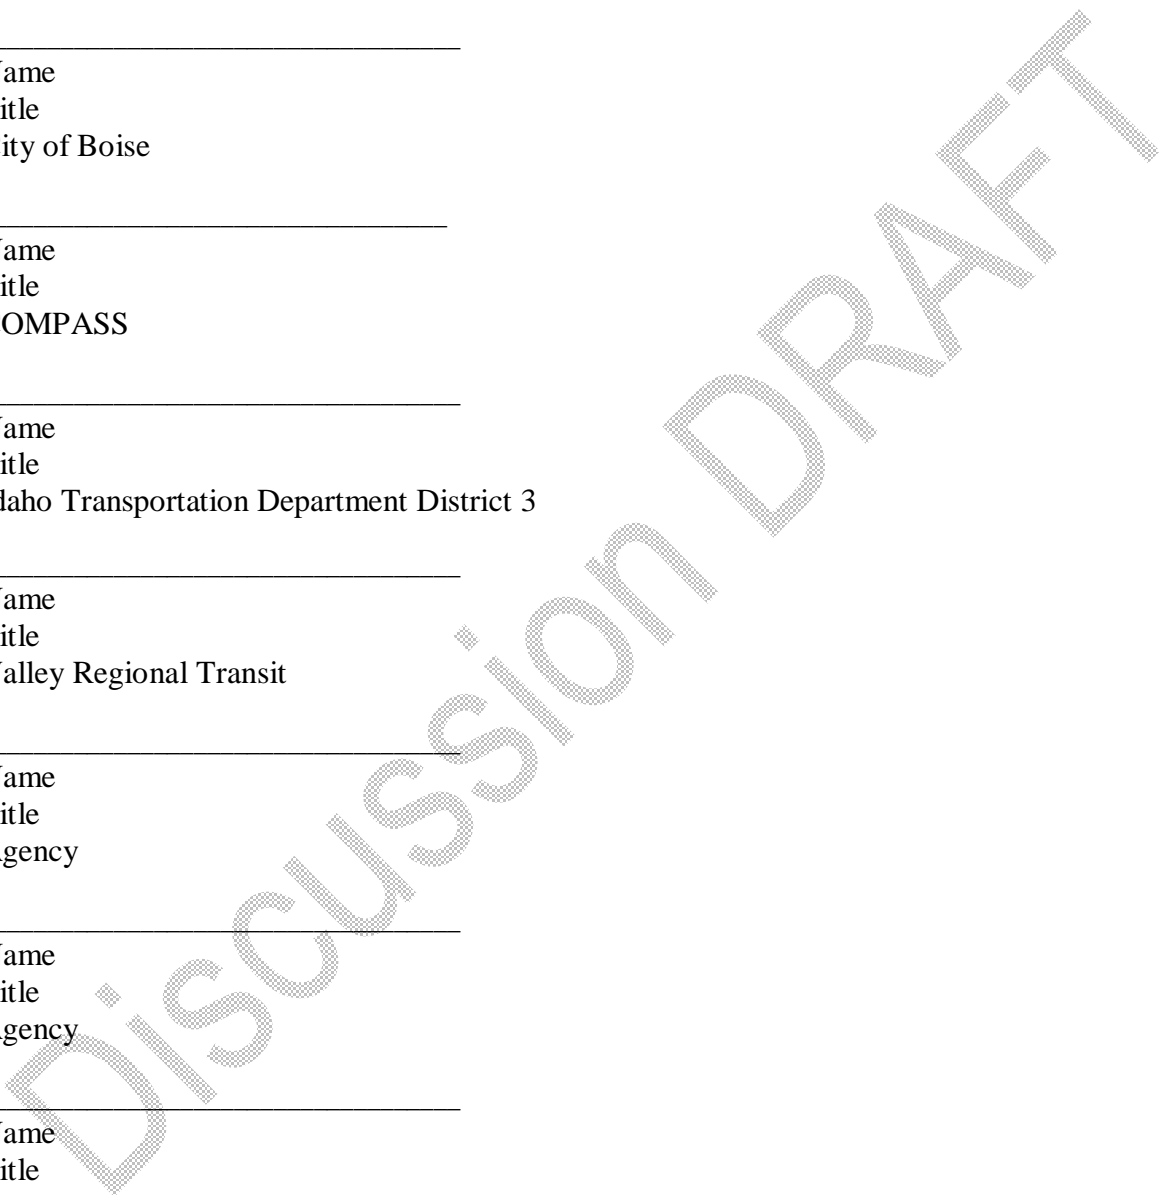 ame
itle
ity of Boise
ame
itle
OMPASS
ame
itle
daho Transportation Department District 3
ame
itle
alley Regional Transit
ame
itle
gency
ame
itle
gency
ame
itle
Discussion DRAFT